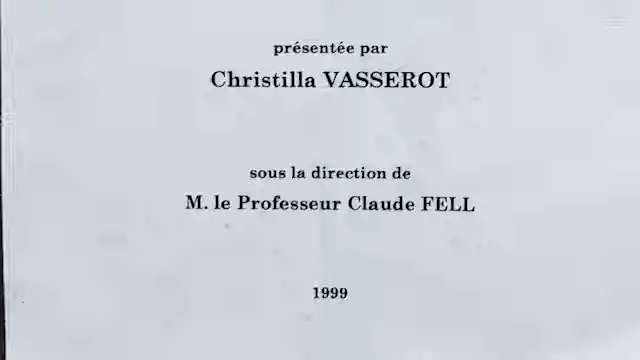 présentée par
Christilla VASSEROT
sous la direction de
M. le Professeur Claude FELL
1999